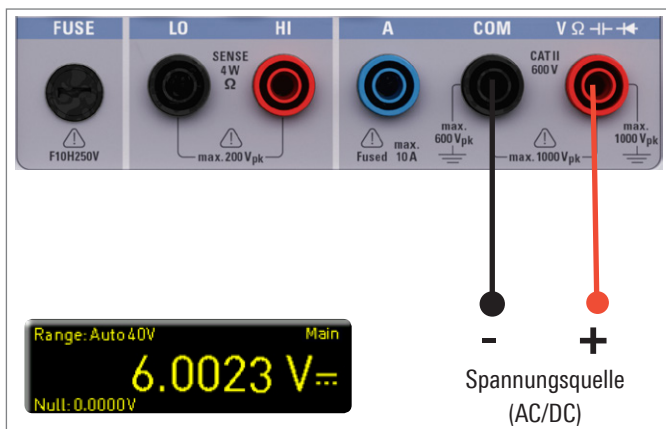 FUSE LO HI A COM V Ω ⊣⊢ ⯇
SENSE
4 W
Ω
CAT II
600 V
F10H250V
max. 200 Vpk
Fused
max.
10 A
max.
600 Vpk
max. 1000 Vpk
max.
1000 Vpk
Range: Auto 40V Main
6.0023 V⎓
Null: 0.0000V
- +
Spannungsquelle
(AC/DC)